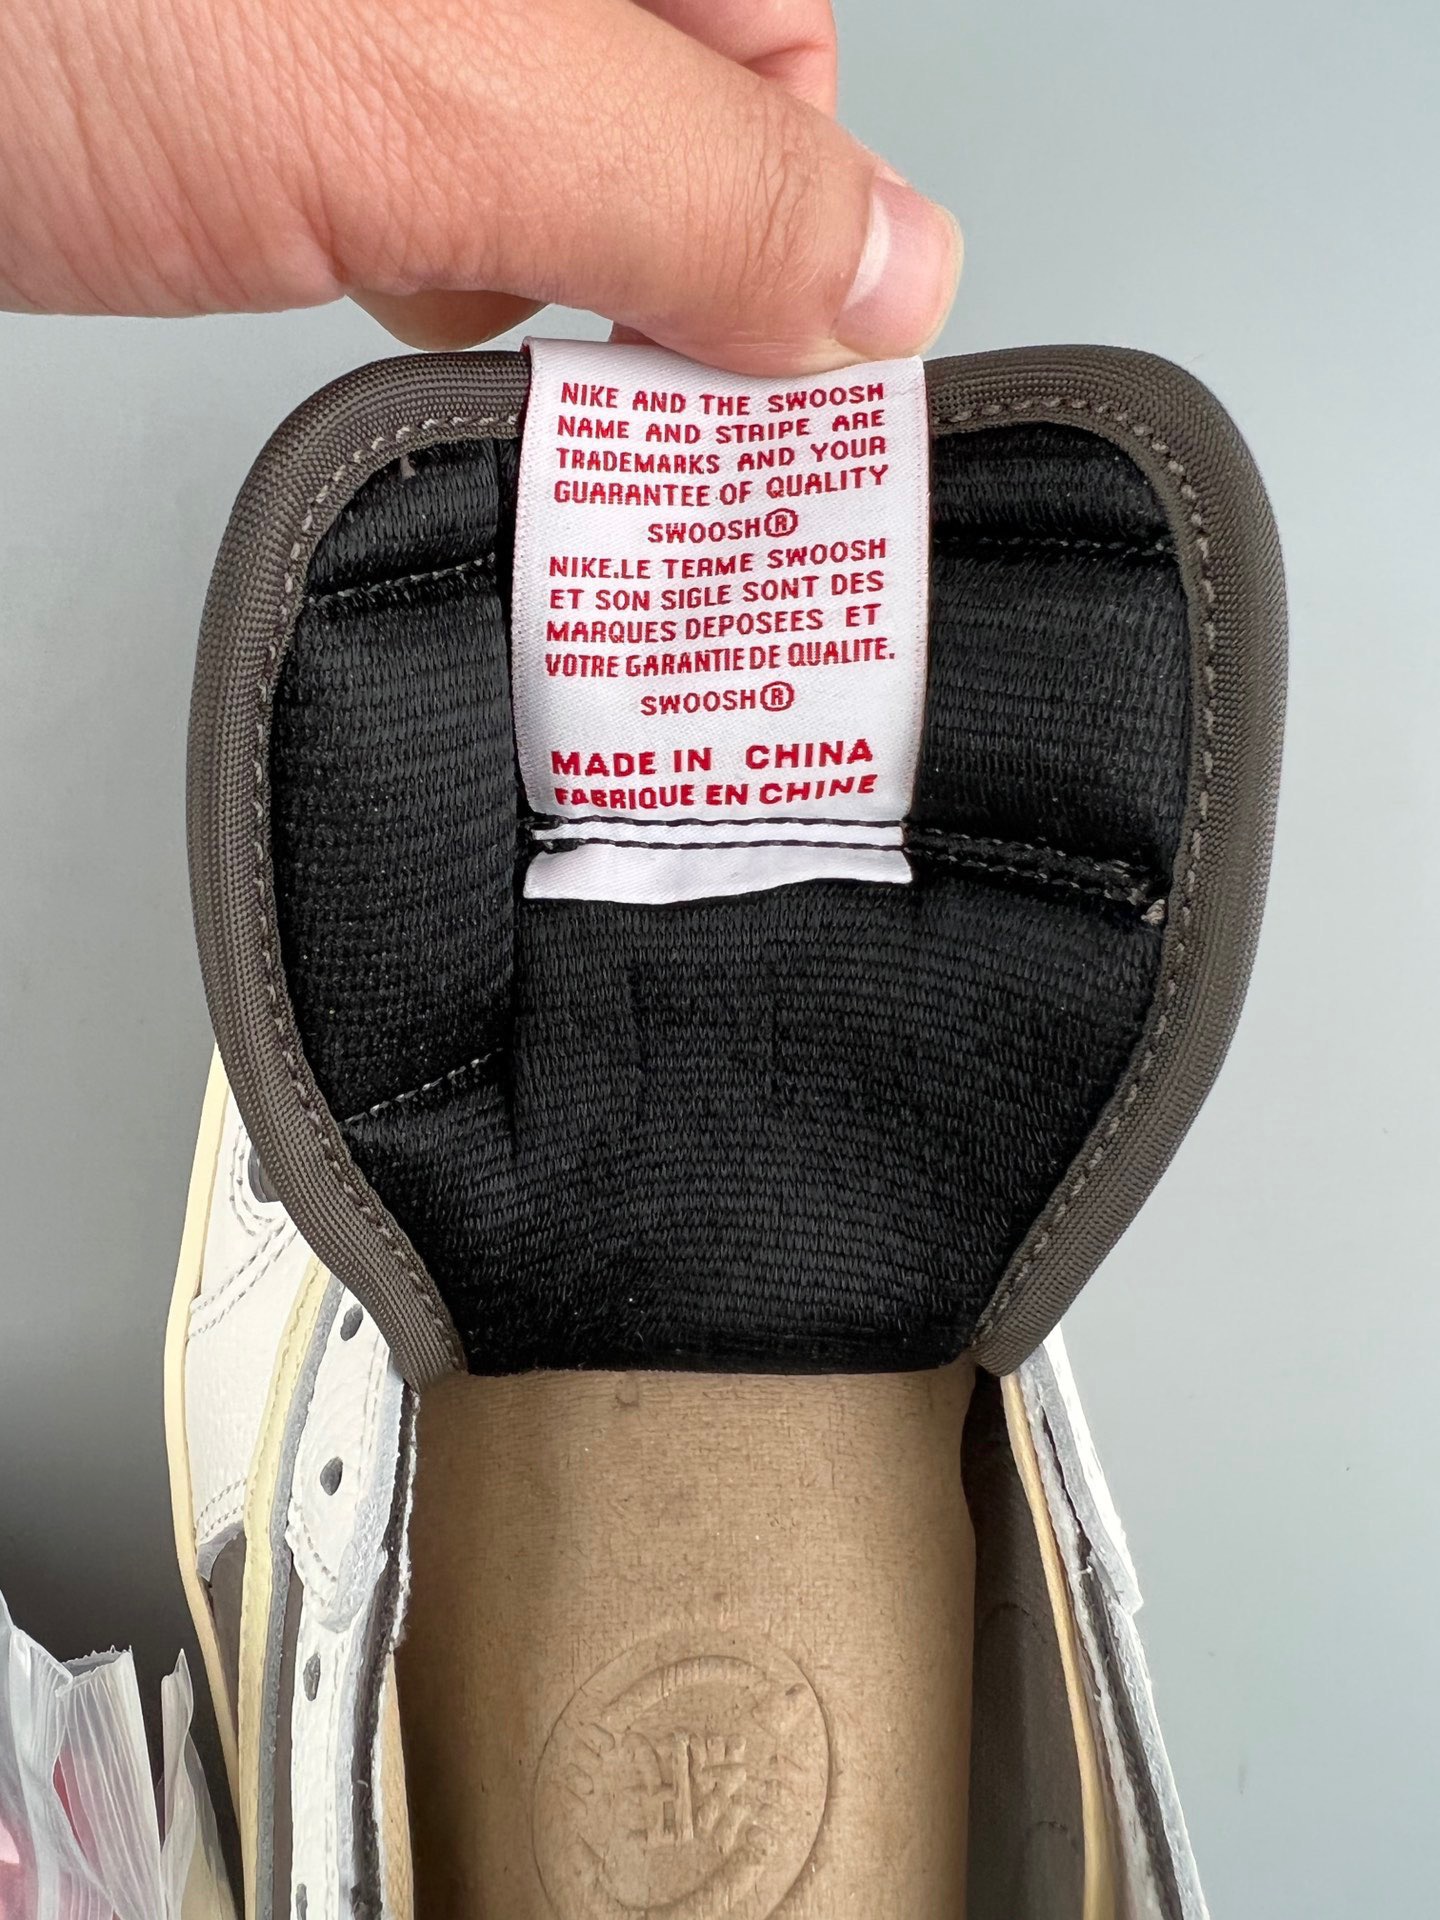 NIKE AND THE SWOOSH
NAME AND STRIPE ARE
TRADEMARKS AND YOUR
GUARANTEE OF QUALITY
SWOOSH®
NIKE.LE TERME SWOOSH
ET SON SIGLE SONT DES
MARQUES DEPOSEES ET
VOTRE GARANTIE DE QUALITE.
SWOOSH®
MADE IN CHINA
FABRIQUE EN CHINE